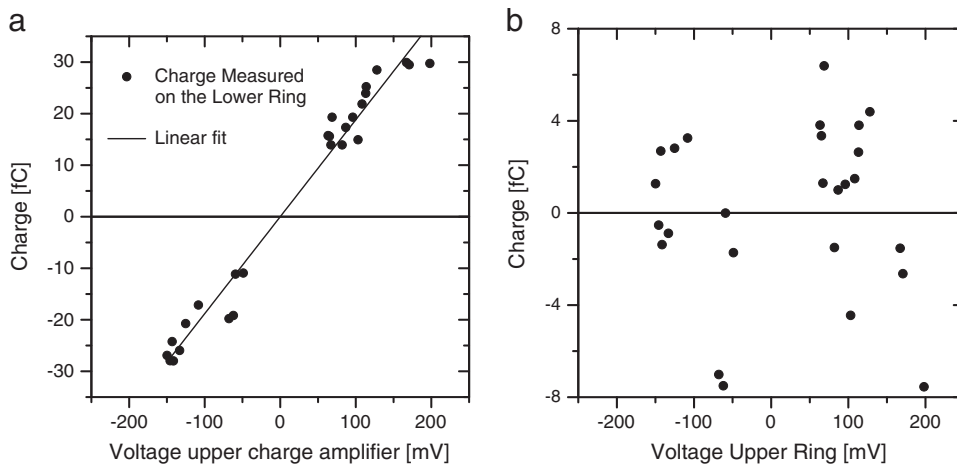 a
Charge Measured
on the Lower Ring
Linear fit
Charge [fC]
30
20
10
0
-10
-20
-30
-200
-100
0
100
200
Voltage upper charge amplifier [mV]
b
Charge [fC]
8
4
0
-4
-8
-200
-100
0
100
200
Voltage Upper Ring [mV]